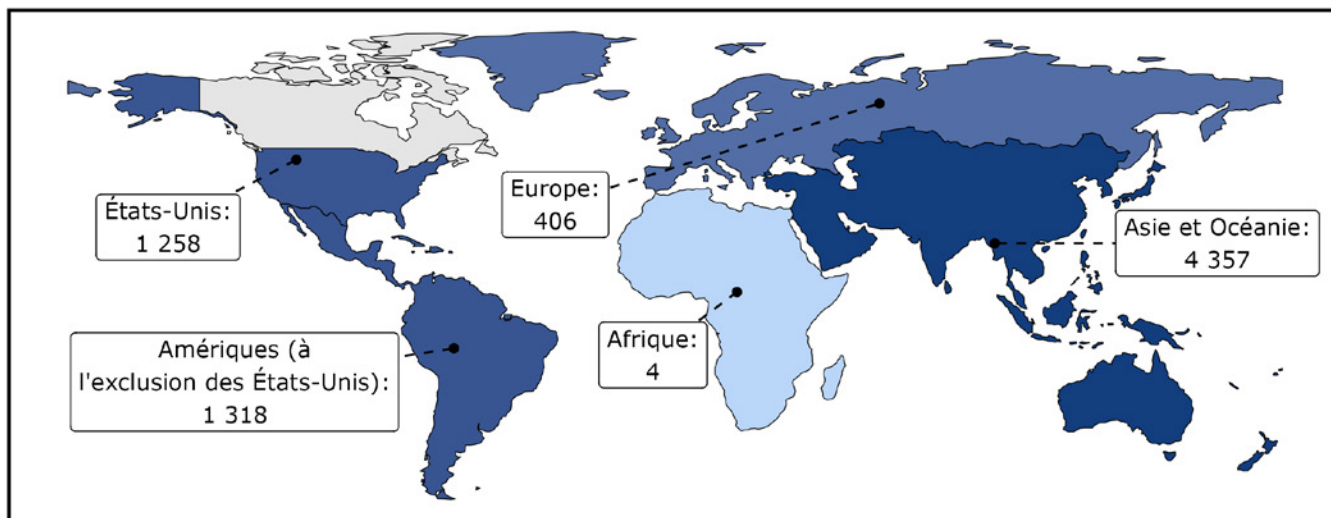 États-Unis:
1 258
Europe:
406
Asie et Océanie:
4 357
Amériques (à
l'exclusion des États-Unis):
1 318
Afrique:
4